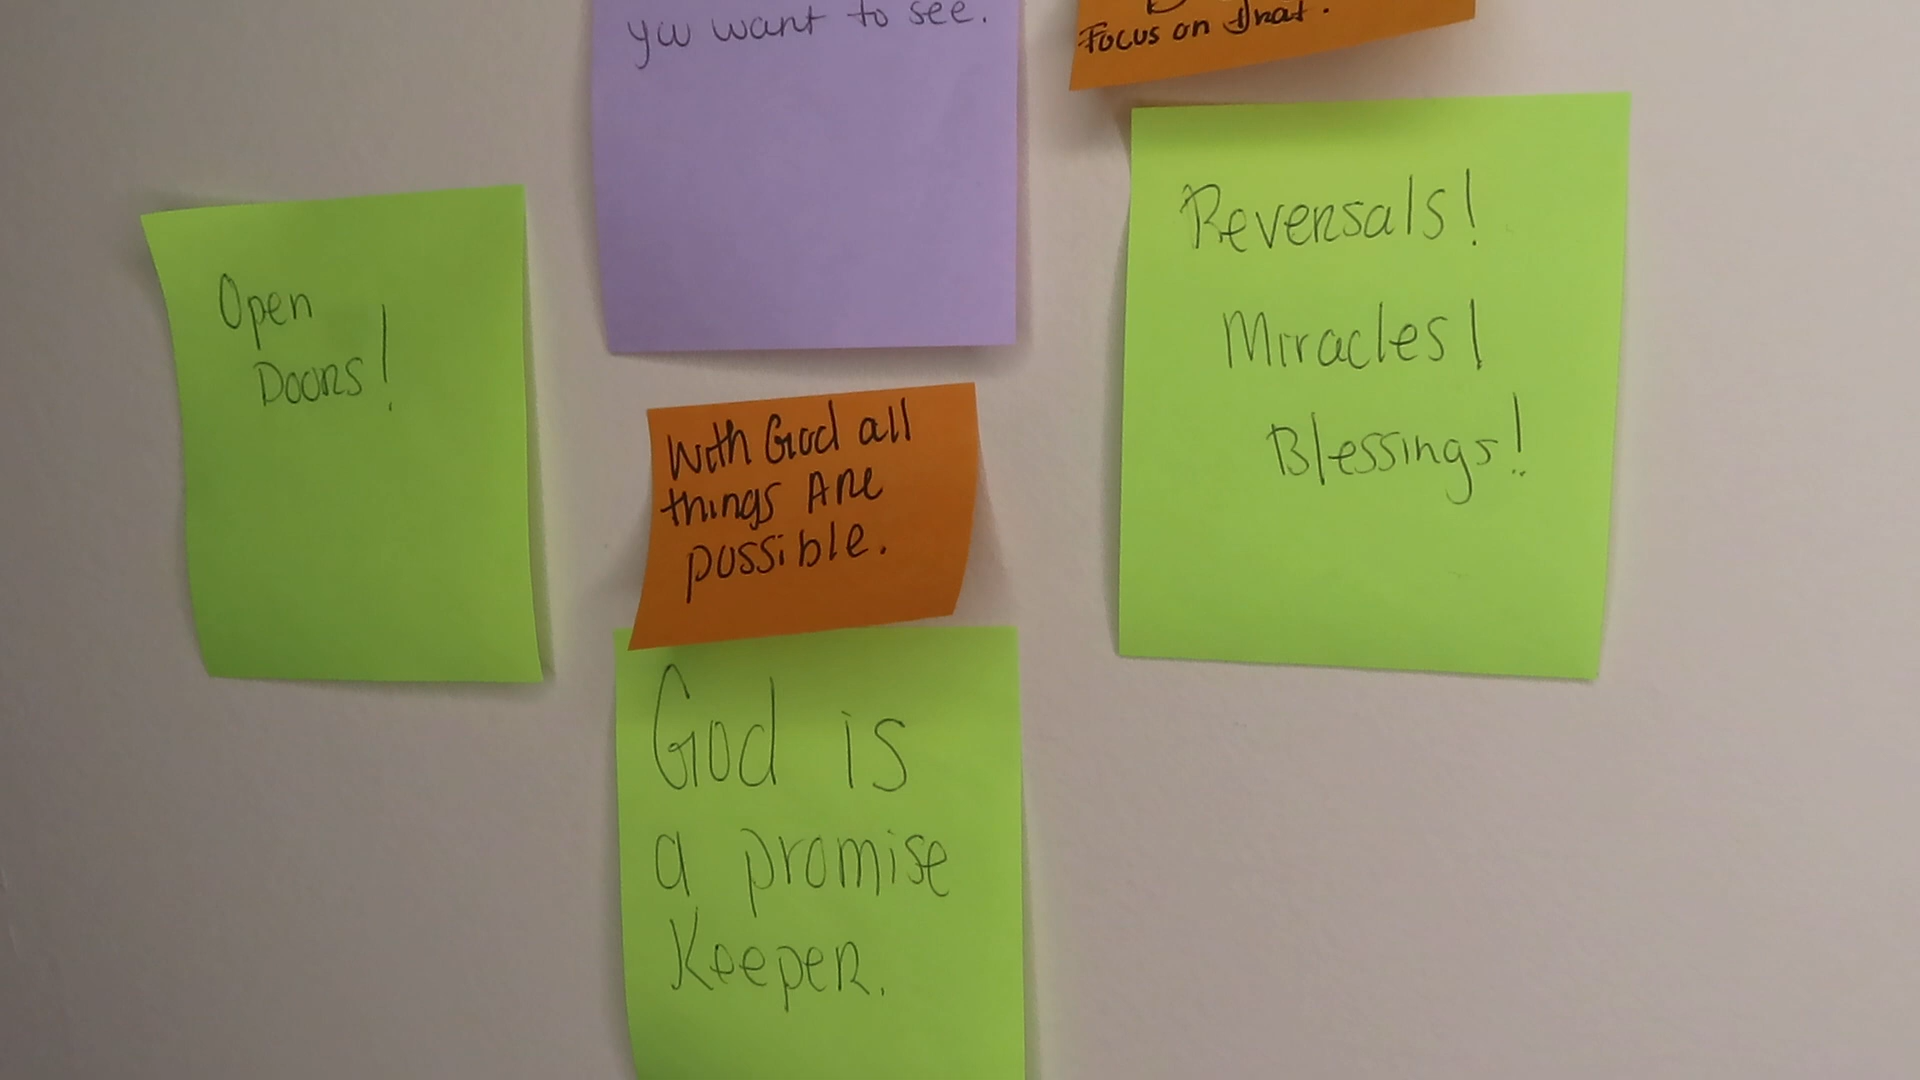 you want to see.
Focus on that.
Open
Doors!
Reversals!
Miracles!
Blessings!
With God all
things Are
possible.
God is
a promise
Keeper.